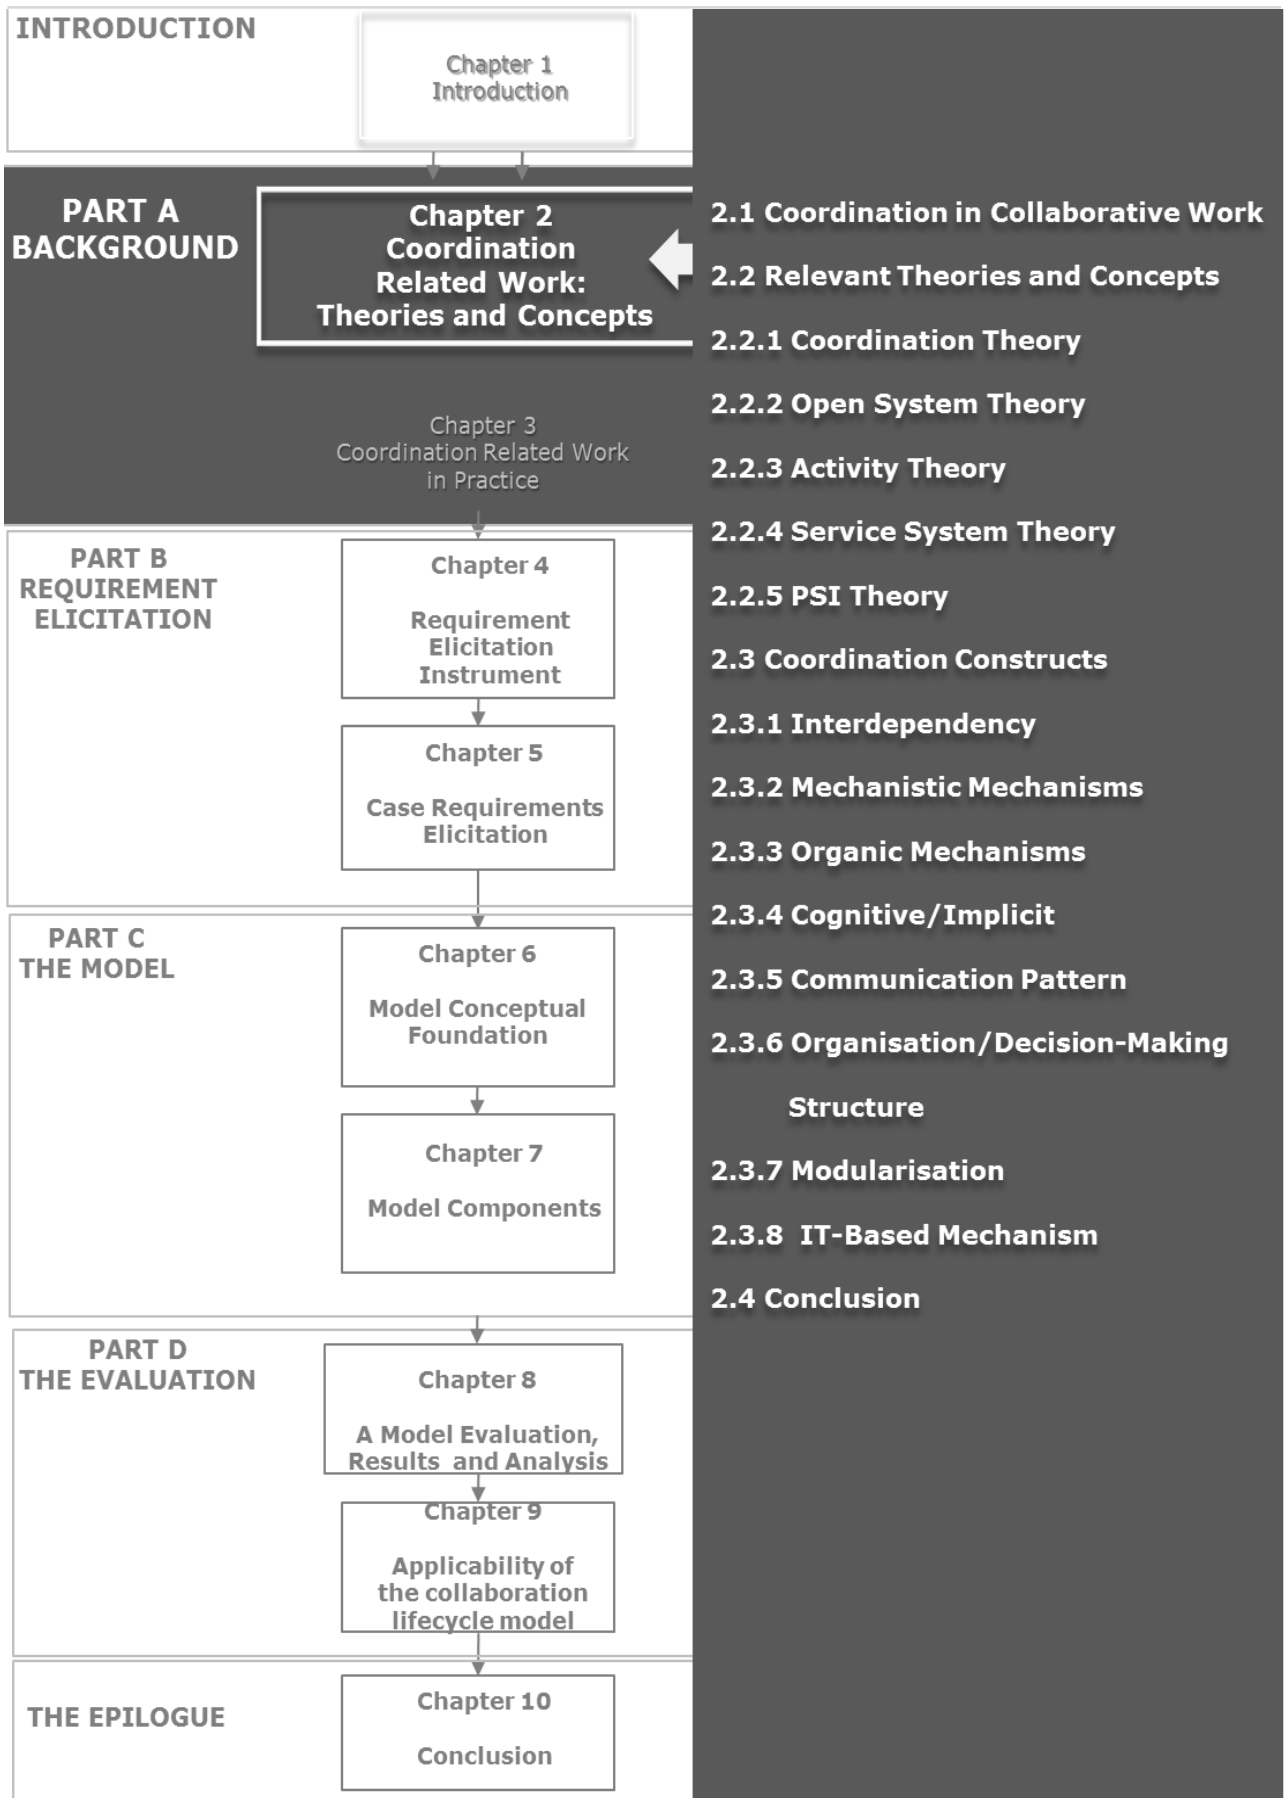 INTRODUCTION
Chapter 1
Introduction
PART A
BACKGROUND
Chapter 2
Coordination
Related Work:
Theories and Concepts
Chapter 3
Coordination Related Work
in Practice
PART B
REQUIREMENT
ELICITATION
Chapter 4
Requirement
Elicitation
Instrument
Chapter 5
Case Requirements
Elicitation
PART C
THE MODEL
Chapter 6
Model Conceptual
Foundation
Chapter 7
Model Components
PART D
THE EVALUATION
Chapter 8
A Model Evaluation,
Results and Analysis
Chapter 9
Applicability of
the collaboration
lifecycle model
THE EPILOGUE
Chapter 10
Conclusion
2.1 Coordination in Collaborative Work
2.2 Relevant Theories and Concepts
2.2.1 Coordination Theory
2.2.2 Open System Theory
2.2.3 Activity Theory
2.2.4 Service System Theory
2.2.5 PSI Theory
2.3 Coordination Constructs
2.3.1 Interdependency
2.3.2 Mechanistic Mechanisms
2.3.3 Organic Mechanisms
2.3.4 Cognitive/Implicit
2.3.5 Communication Pattern
2.3.6 Organisation/Decision-Making
Structure
2.3.7 Modularisation
2.3.8 IT-Based Mechanism
2.4 Conclusion